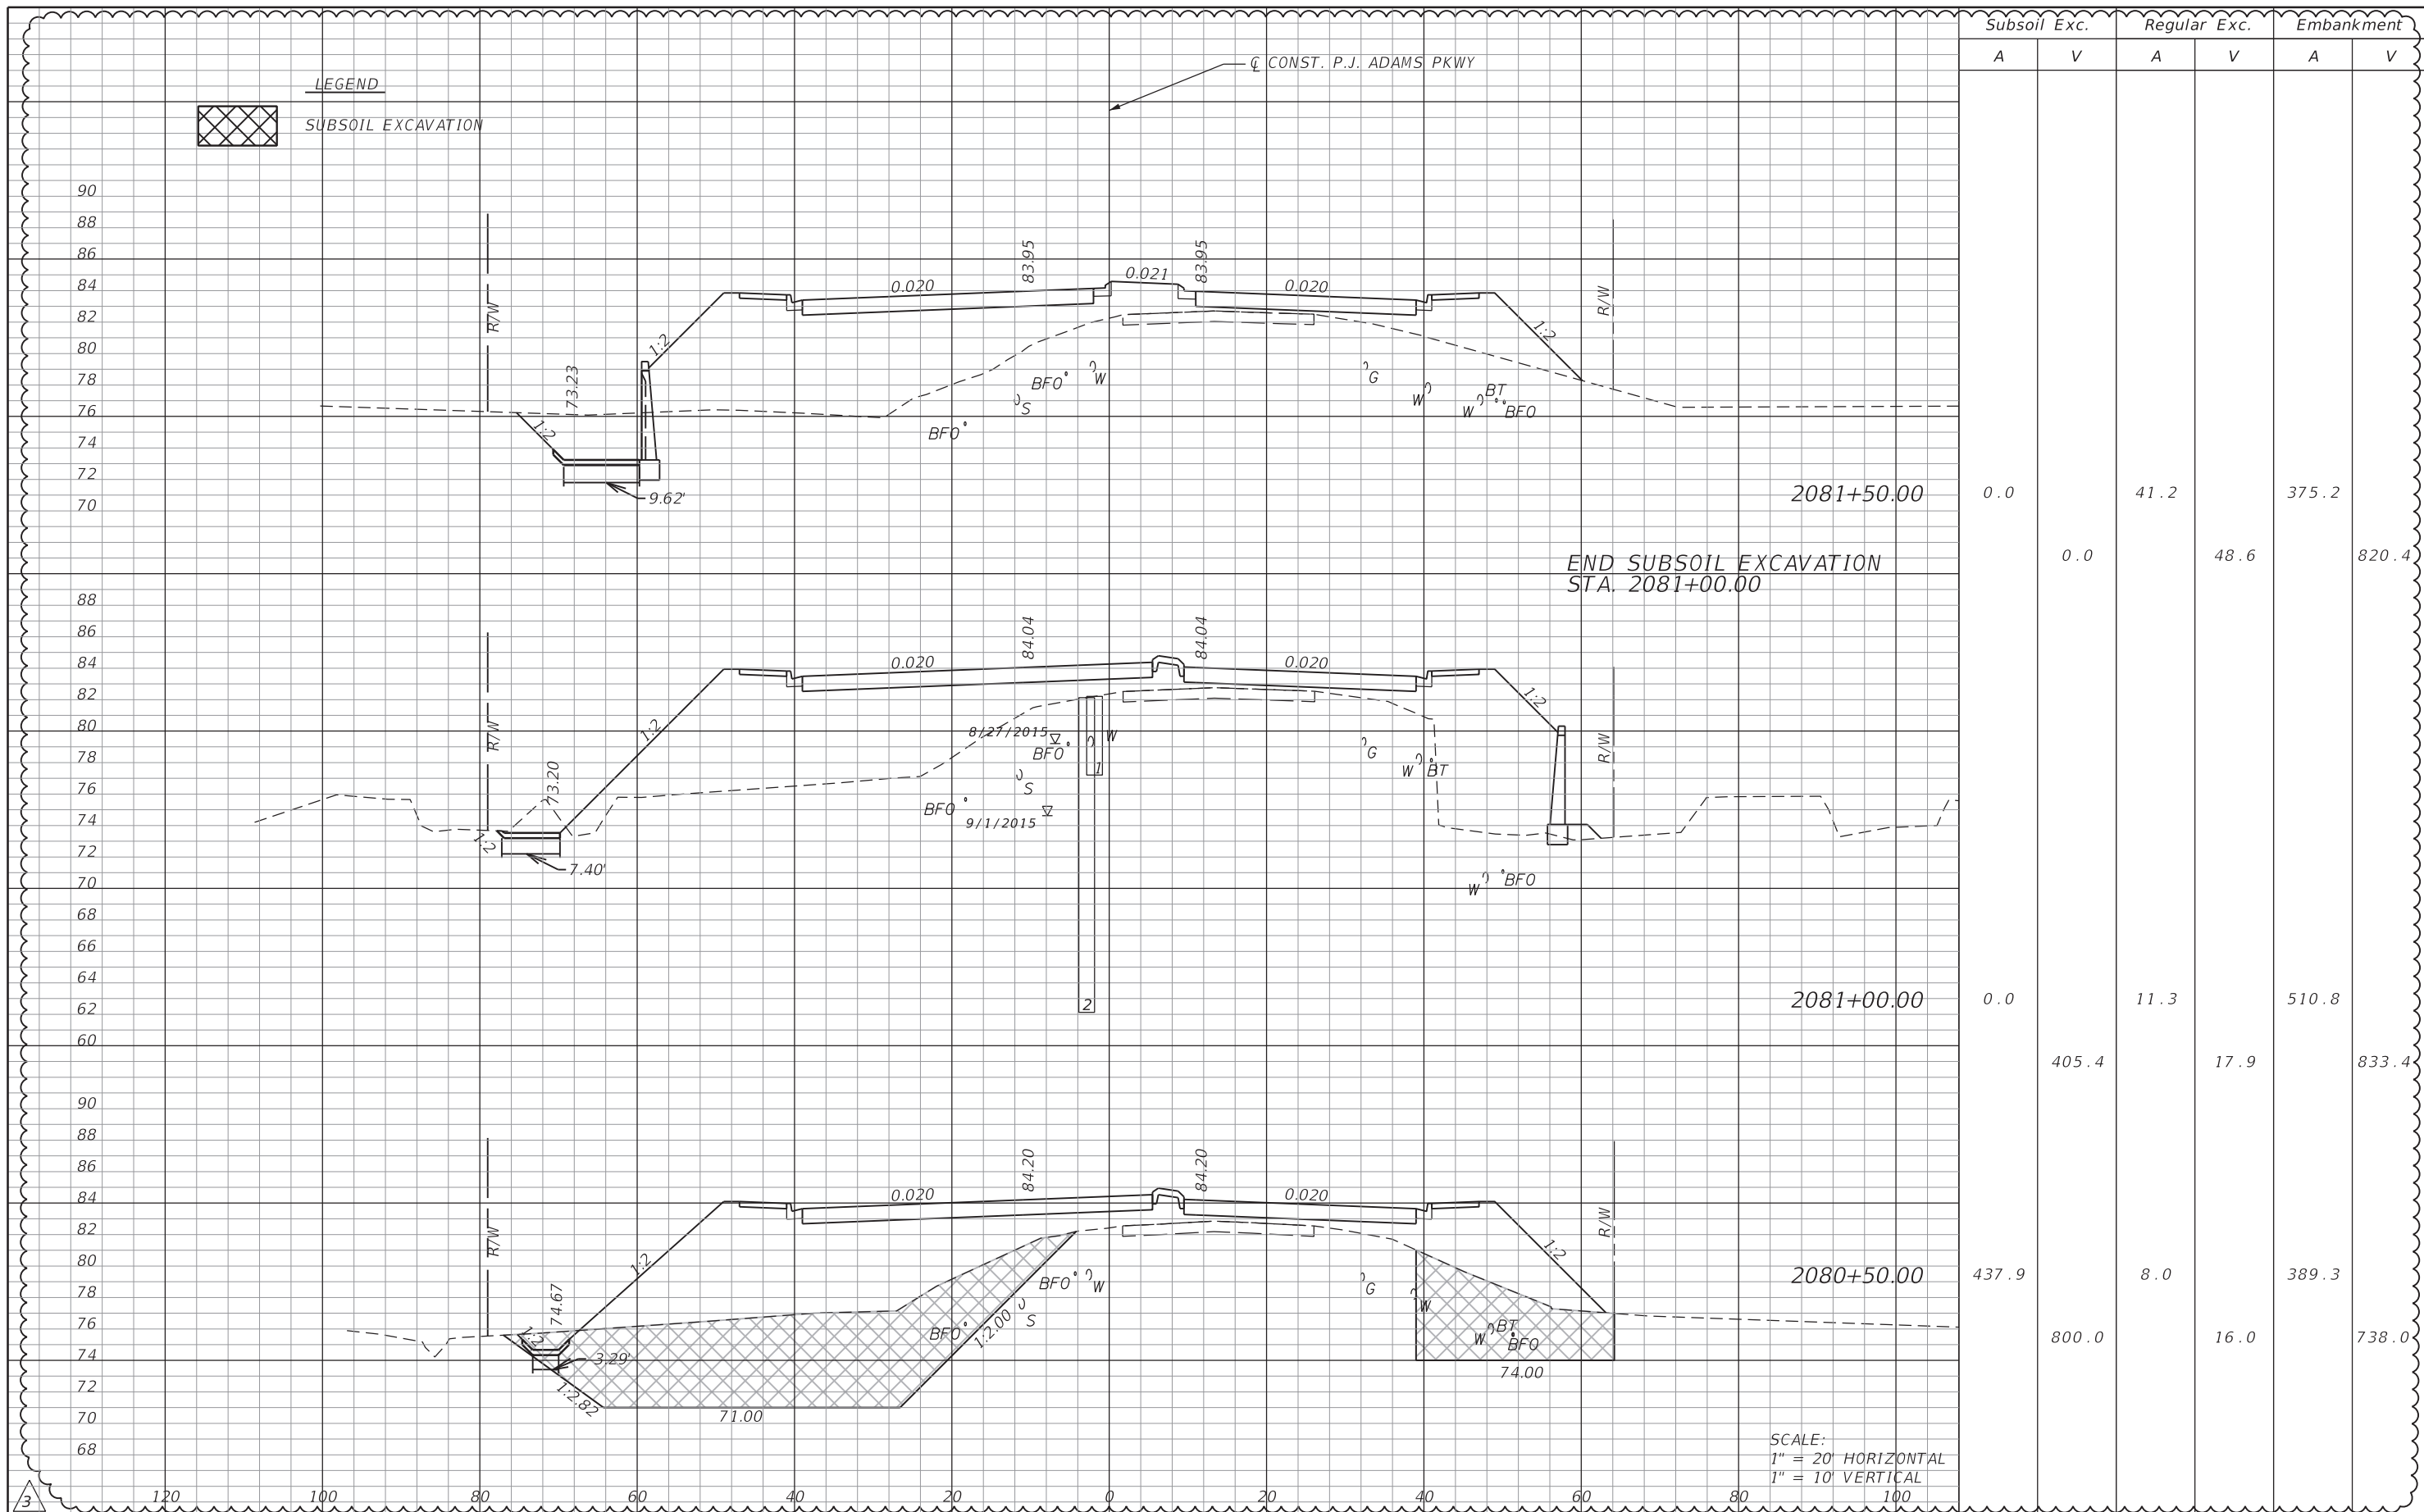 Subsoil Exc. Regular Exc. Embankment
A V A V A V
℄ CONST. P.J. ADAMS PKWY
LEGEND
SUBSOIL EXCAVATION
90
88
86
84
82
80
78
76
74
72
70
R/W
73.23
1:2
1:2
9.62'
0.020
83.95
0.021
83.95
0.020
1:2
R/W
BFO
W
S
BFO
G
W
W
BT
BFO
2081+50.00 0.0 41.2 375.2
0.0 48.6 820.4
END SUBSOIL EXCAVATION
STA. 2081+00.00
88
86
84
82
80
78
76
74
72
70
68
66
64
62
60
R/W
73.20
1:2
1:2
7.40'
0.020
84.04
84.04
0.020
1:2
R/W
8/27/2015
BFO
W
1
S
BFO
9/1/2015
G
W
BT
W
BFO
2
2081+00.00 0.0 11.3 510.8
405.4 17.9 833.4
90
88
86
84
82
80
78
76
74
72
70
68
R/W
74.67
1:2
1:2
3.29'
1:2.82
71.00
0.020
84.20
84.20
0.020
1:2
R/W
BFO
W
S
BFO
1:2.00
G
W
W
BT
BFO
74.00
2080+50.00 437.9 8.0 389.3
800.0 16.0 738.0
SCALE:
1" = 20' HORIZONTAL
1" = 10' VERTICAL
3
120 100 80 60 40 20 0 20 40 60 80 100